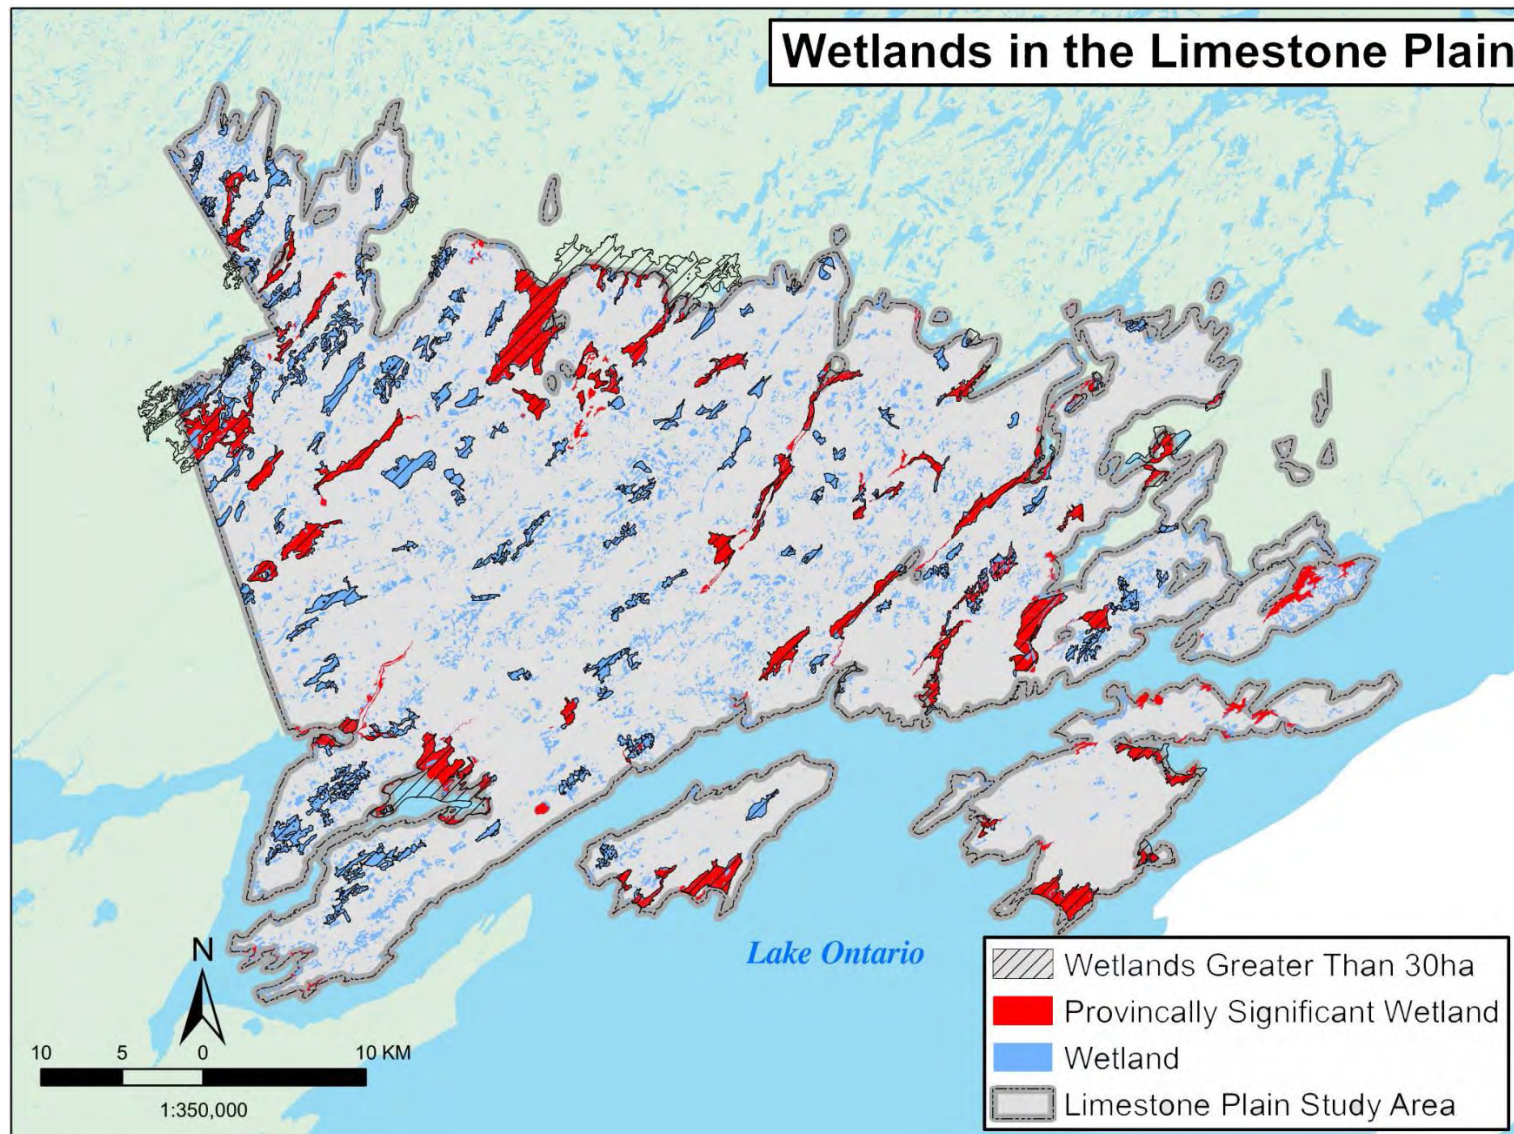 Wetlands in the Limestone Plain
Lake Ontario
N
10 5 0 10 KM
1:350,000
Wetlands Greater Than 30ha
Provincally Significant Wetland
Wetland
Limestone Plain Study Area